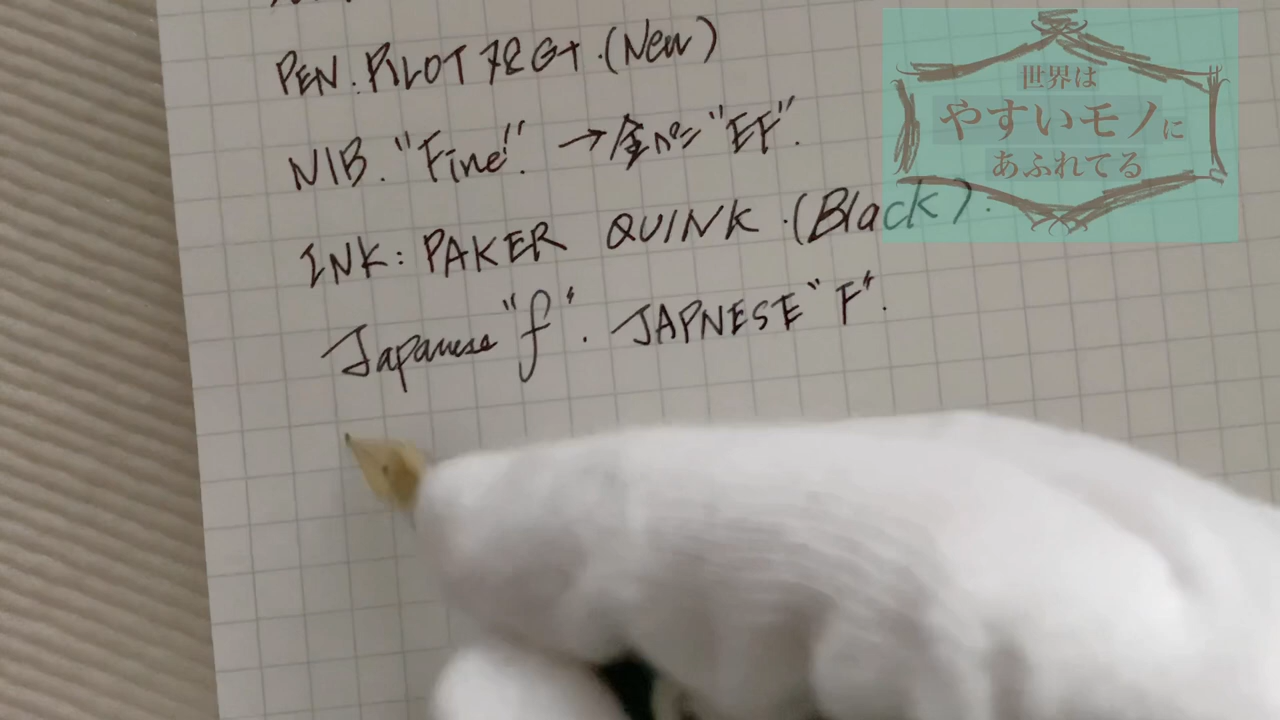 PEN. PILOT 78G+ (New)
NIB. "Fine!" → 金ペン "EF".
INK: PAKER QUINK (Black).
Japanese "f". JAPNESE "F".
世界は
やすいモノに
あふれてる